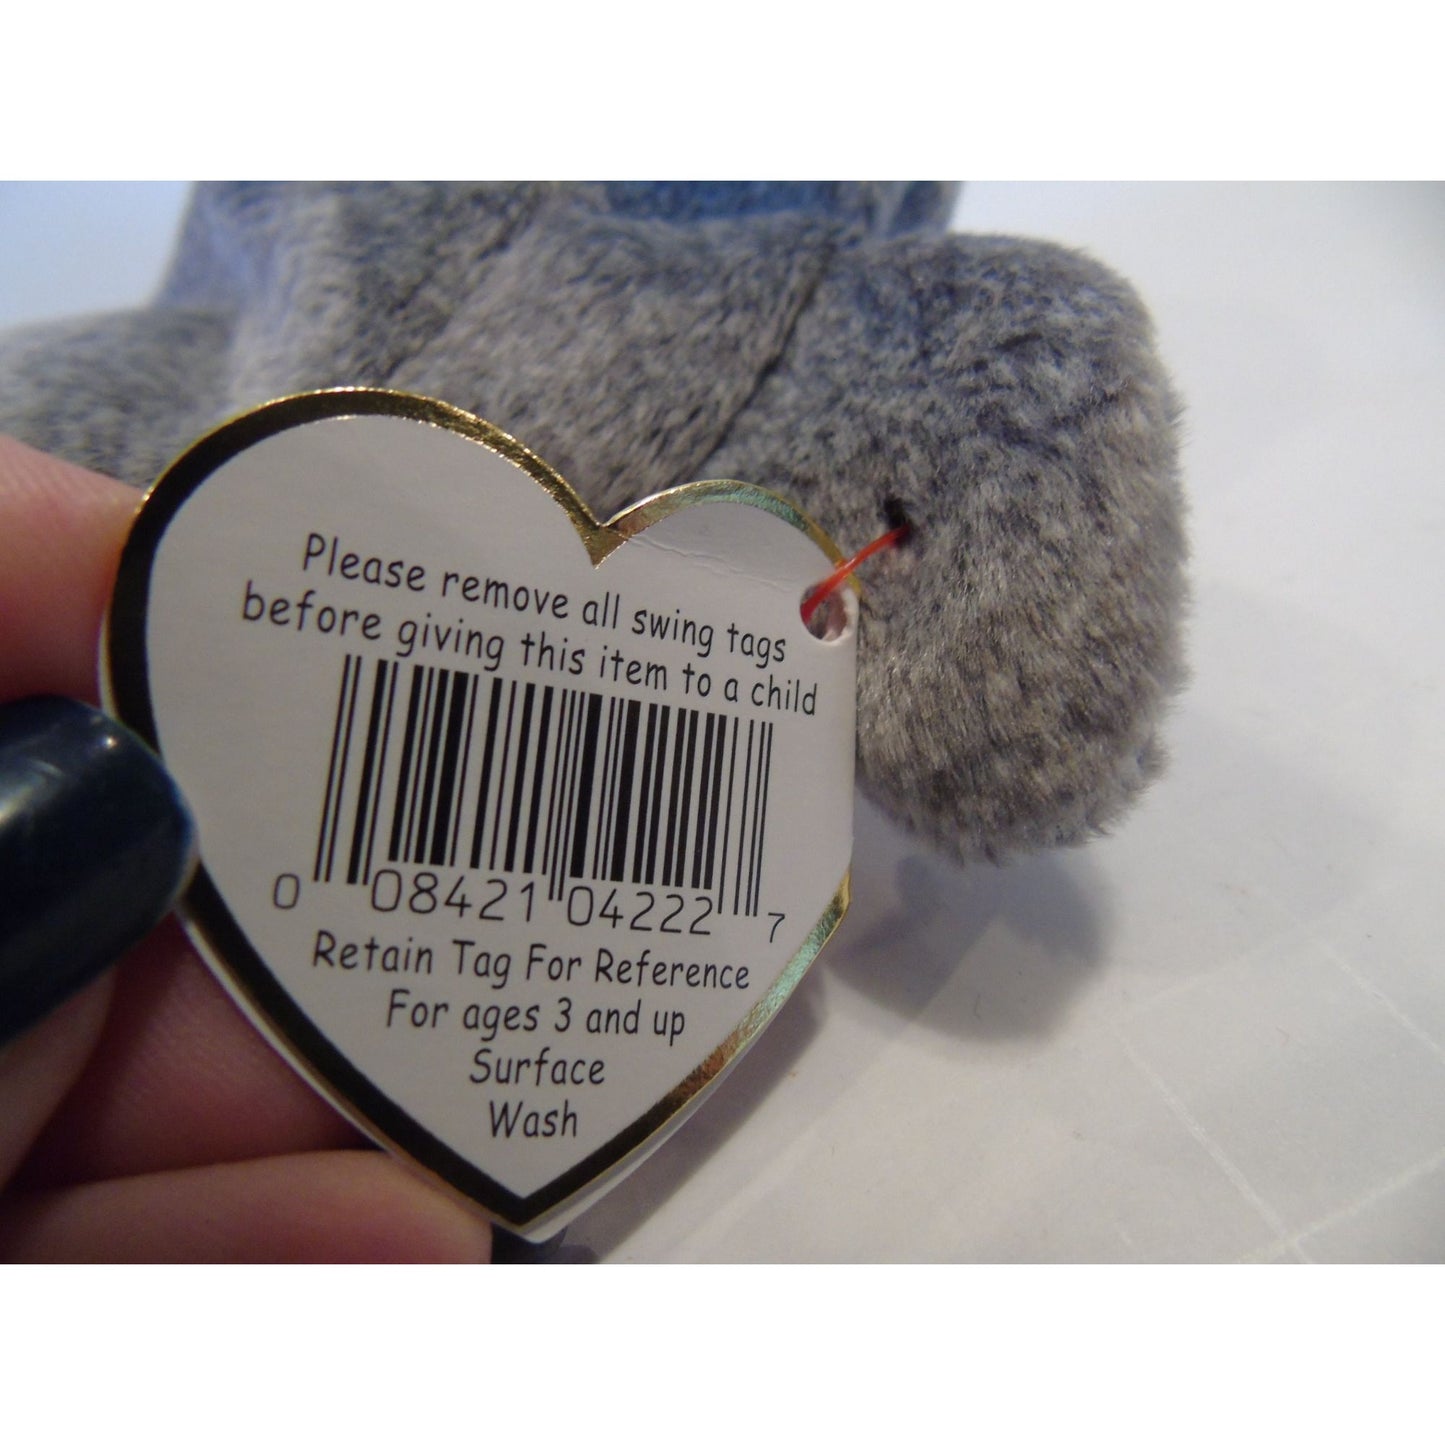 Please remove all swing tags
before giving this item to a child
0 08421 04222 7
Retain Tag For Reference
For ages 3 and up
Surface
Wash